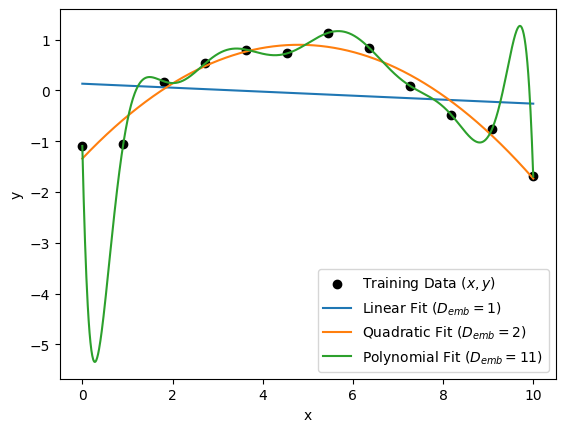 1
0
−1
−2
−3
−4
−5
y
0
2
4
6
8
10
x
Training Data (x, y)
Linear Fit (D_emb = 1)
Quadratic Fit (D_emb = 2)
Polynomial Fit (D_emb = 11)